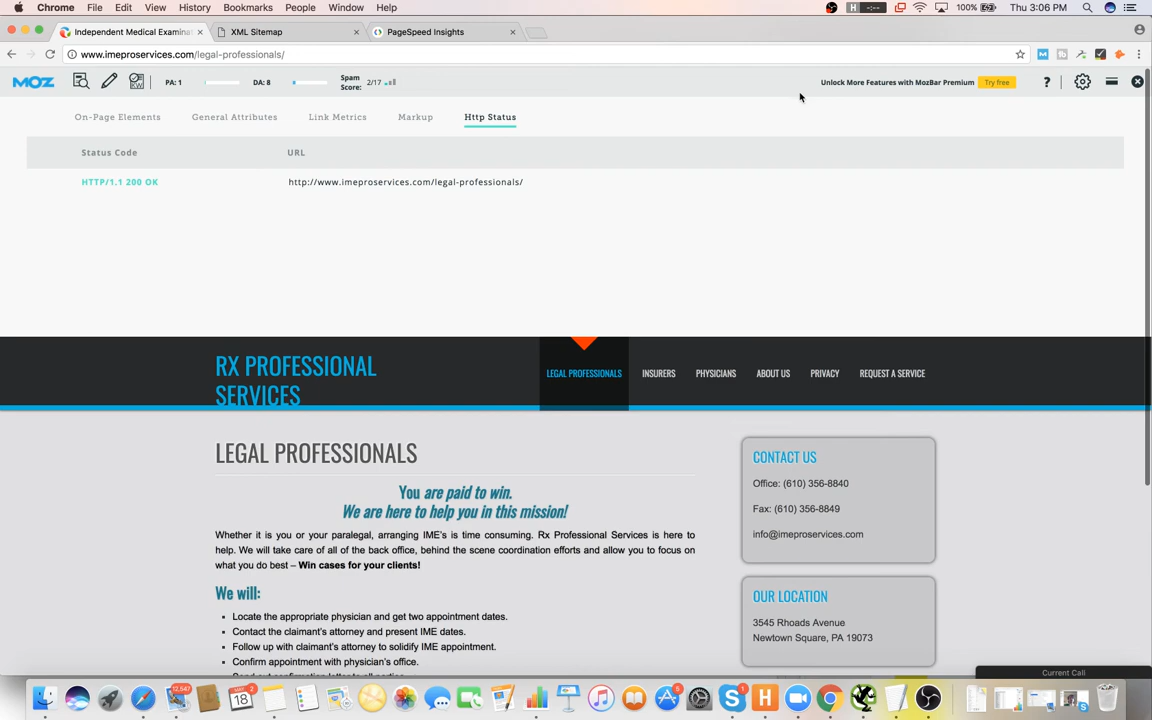 Chrome File Edit View History Bookmarks People Window Help
H --:-- 100% Thu 3:06 PM
Independent Medical Examinat × XML Sitemap × PageSpeed Insights ×
www.imeproservices.com/legal-professionals/
MOZ PA: 1 DA: 8 Spam Score: 2/17 Unlock More Features with MozBar Premium Try free ?
On-Page Elements General Attributes Link Metrics Markup Http Status
Status Code URL
HTTP/1.1 200 OK http://www.imeproservices.com/legal-professionals/
RX PROFESSIONAL
SERVICES
LEGAL PROFESSIONALS INSURERS PHYSICIANS ABOUT US PRIVACY REQUEST A SERVICE
LEGAL PROFESSIONALS
You are paid to win.
We are here to help you in this mission!
Whether it is you or your paralegal, arranging IME's is time consuming. Rx Professional Services is here to
help. We will take care of all of the back office, behind the scene coordination efforts and allow you to focus on
what you do best – Win cases for your clients!
We will:
Locate the appropriate physician and get two appointment dates.
Contact the claimant's attorney and present IME dates.
Follow up with claimant's attorney to solidify IME appointment.
Confirm appointment with physician's office.
CONTACT US
Office: (610) 356-8840
Fax: (610) 356-8849
info@imeproservices.com
OUR LOCATION
3545 Rhoads Avenue
Newtown Square, PA 19073
Current Call
12,547
18